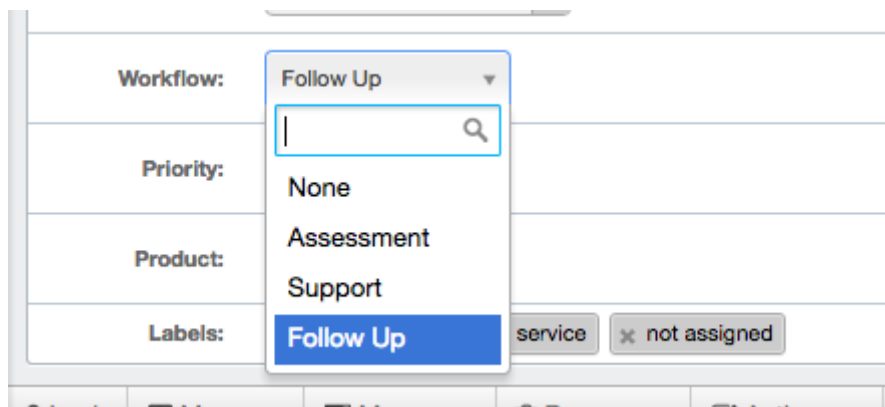 Workflow: Follow Up
Priority:
None
Assessment
Product:
Support
Labels: Follow Up service not assigned